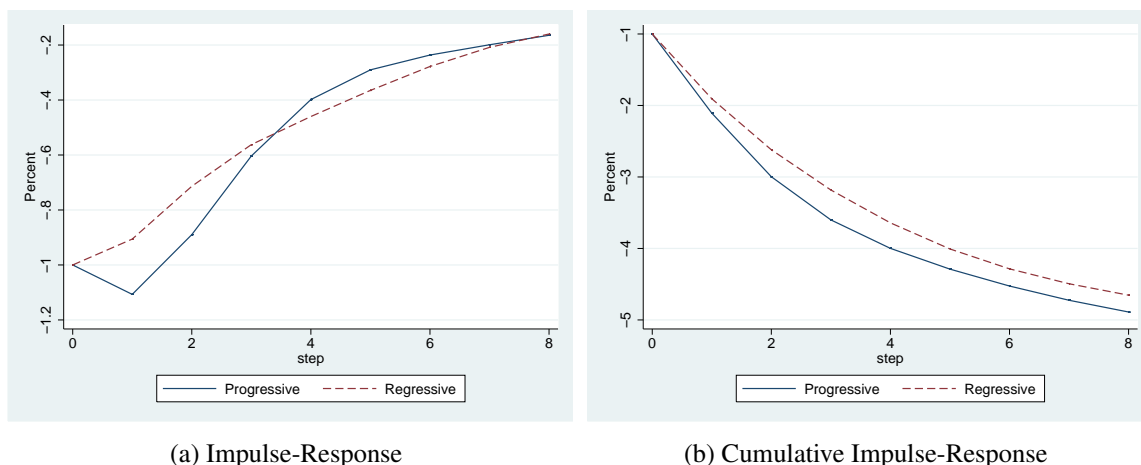 -.2
-.4
-.6
-.8
-1
-1.2
Percent
0 2 4 6 8
step
Progressive Regressive
(a) Impulse-Response
-1
-2
-3
-4
-5
Percent
0 2 4 6 8
step
Progressive Regressive
(b) Cumulative Impulse-Response